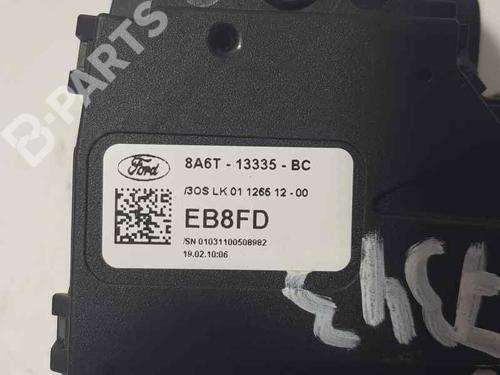 B-PARTS
Ford
8A6T - 13335 - BC
/3OS LK 01 1266 12 - 00
EB8FD
/SN 01031100508982
19.02.10:06